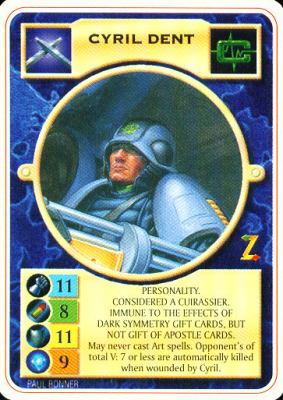 CYRIL DENT
Z
11
8
11
9
PERSONALITY.
CONSIDERED A CUIRASSIER.
IMMUNE TO THE EFFECTS OF
DARK SYMMETRY GIFT CARDS, BUT
NOT GIFT OF APOSTLE CARDS.
May never cast Art spells. Opponent's of
total V: 7 or less are automatically killed
when wounded by Cyril.
PAUL BONNER